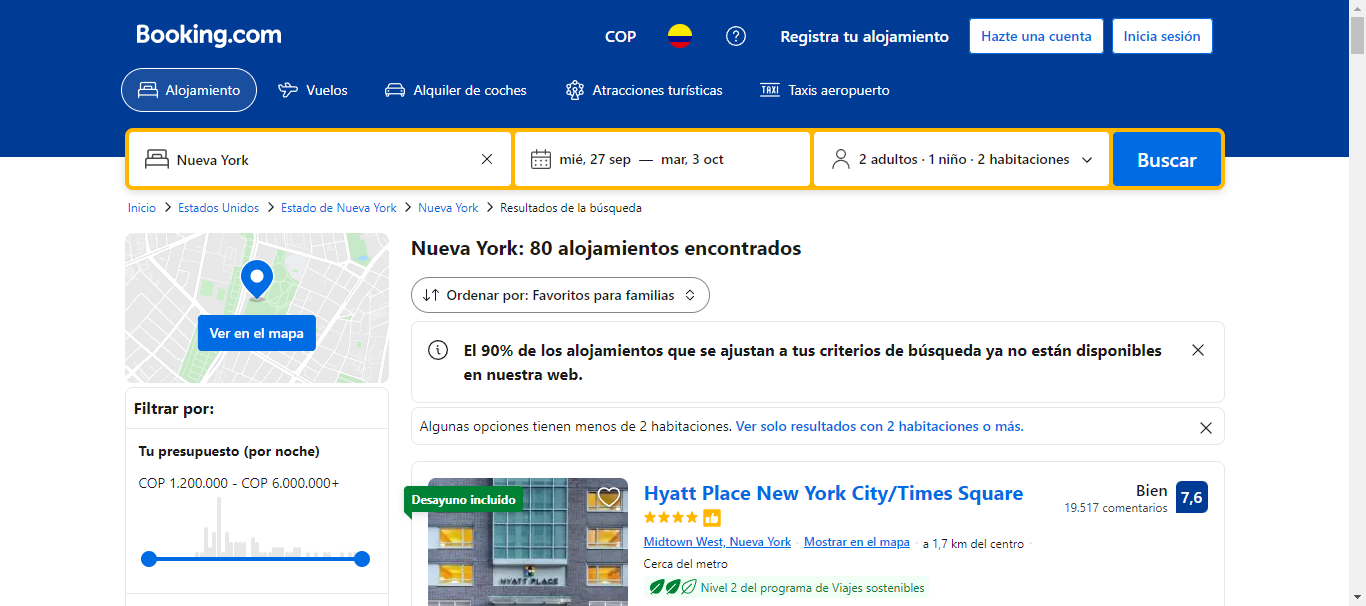 Booking.com
COP
Registra tu alojamiento
Hazte una cuenta
Inicia sesión
Alojamiento
Vuelos
Alquiler de coches
Atracciones turísticas
TAXI
Taxis aeropuerto
Nueva York
mié, 27 sep — mar, 3 oct
2 adultos · 1 niño · 2 habitaciones
Buscar
Inicio > Estados Unidos > Estado de Nueva York > Nueva York > Resultados de la búsqueda
Ver en el mapa
Filtrar por:
Tu presupuesto (por noche)
COP 1.200.000 - COP 6.000.000+
Nueva York: 80 alojamientos encontrados
Ordenar por: Favoritos para familias
El 90% de los alojamientos que se ajustan a tus criterios de búsqueda ya no están disponibles
en nuestra web.
Algunas opciones tienen menos de 2 habitaciones. Ver solo resultados con 2 habitaciones o más.
Desayuno incluido
HYATT PLACE
Hyatt Place New York City/Times Square
Bien
19.517 comentarios
7,6
Midtown West, Nueva York · Mostrar en el mapa · a 1,7 km del centro ·
Cerca del metro
Nivel 2 del programa de Viajes sostenibles